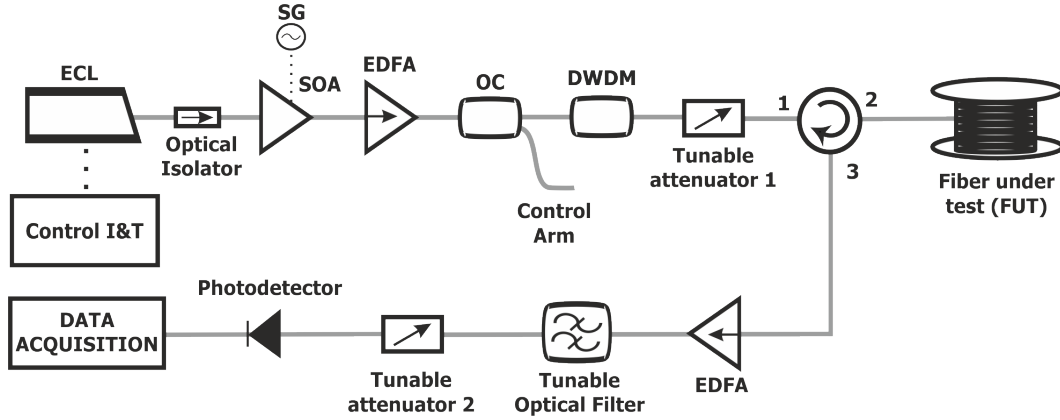 SG
ECL
SOA
EDFA
OC
DWDM
1
2
3
Optical
Isolator
Tunable
attenuator 1
Fiber under
test (FUT)
Control
Arm
Control I&T
Photodetector
DATA
ACQUISITION
Tunable
attenuator 2
Tunable
Optical Filter
EDFA